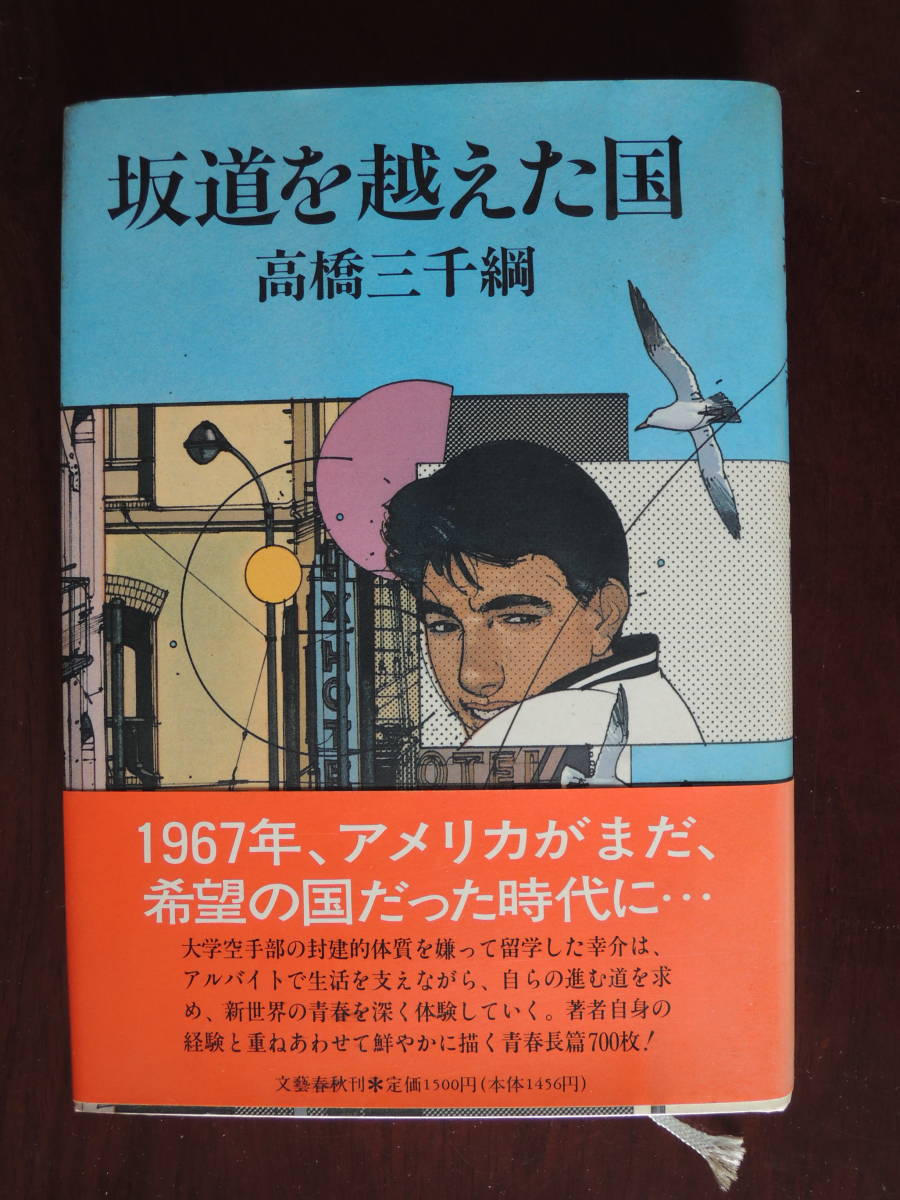 坂道を越えた国
高橋三千綱
HOTEL
1967年、アメリカがまだ、
希望の国だった時代に…
大学空手部の封建的体質を嫌って留学した幸介は、
アルバイトで生活を支えながら、自らの進む道を求
め、新世界の青春を深く体験していく。著者自身の
経験と重ねあわせて鮮やかに描く青春長篇700枚!
文藝春秋刊＊定価1500円(本体1456円)